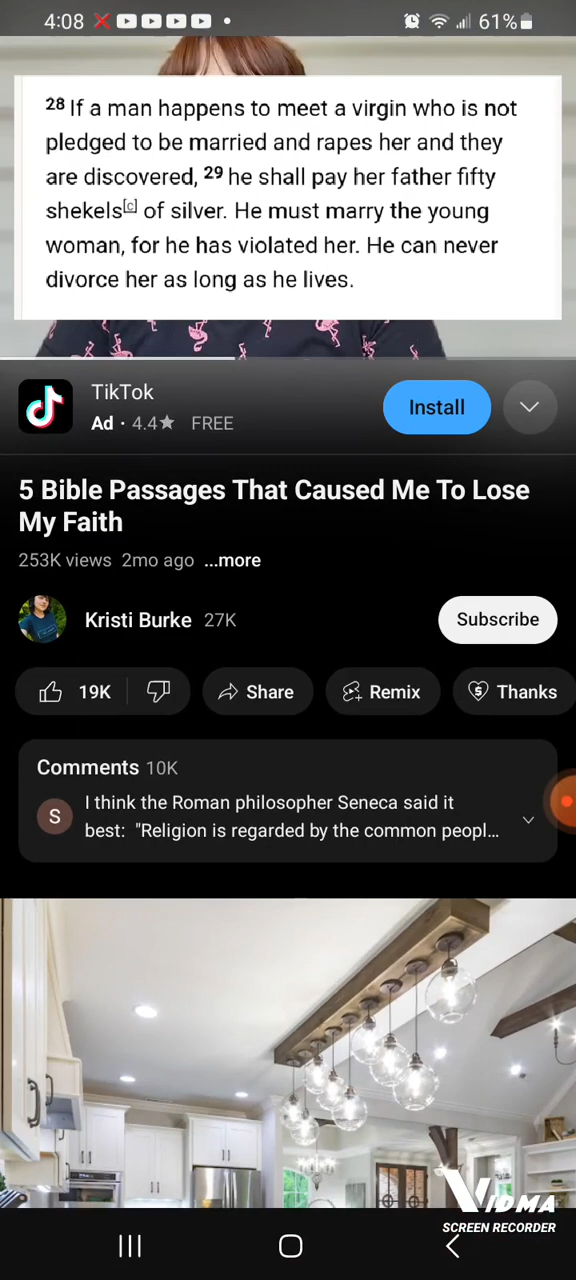 4:08
61%
28 If a man happens to meet a virgin who is not
pledged to be married and rapes her and they
are discovered, 29 he shall pay her father fifty
shekels[c] of silver. He must marry the young
woman, for he has violated her. He can never
divorce her as long as he lives.
TikTok
Ad · 4.4★ FREE
Install
5 Bible Passages That Caused Me To Lose
My Faith
253K views 2mo ago ...more
Kristi Burke 27K
Subscribe
19K
Share
Remix
Thanks
Comments 10K
S
I think the Roman philosopher Seneca said it
best: "Religion is regarded by the common peopl...
VIDMA
SCREEN RECORDER